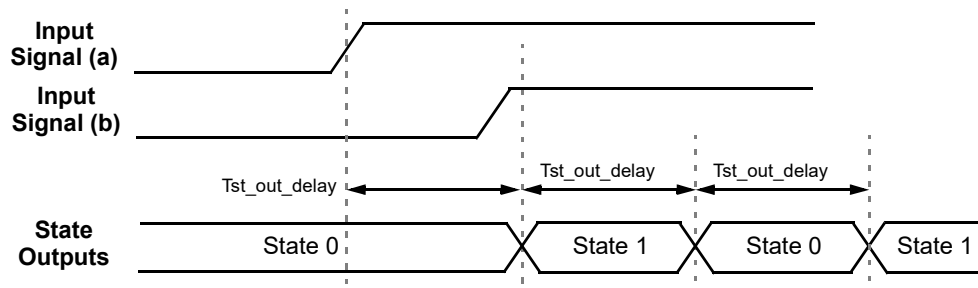 Input
Signal (a)
Input
Signal (b)
Tst_out_delay
Tst_out_delay
Tst_out_delay
State
Outputs
State 0
State 1
State 0
State 1